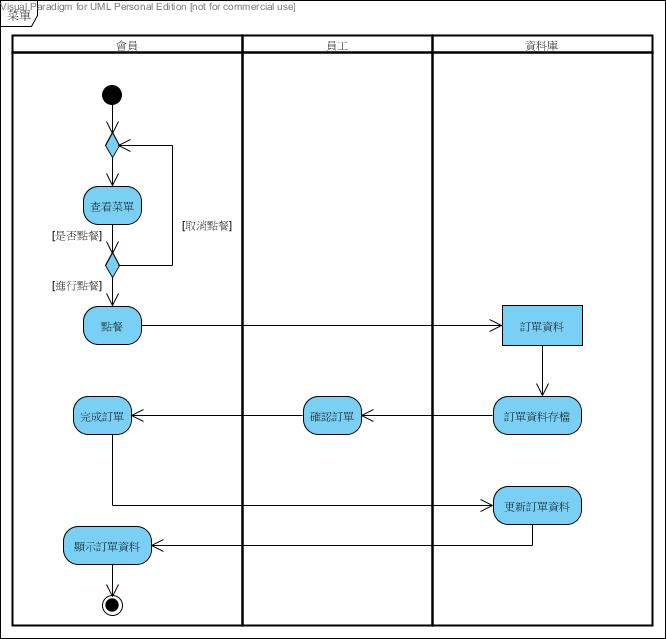 Visual Paradigm for UML Personal Edition [not for commercial use]
菜單
會員
員工
資料庫
查看菜單
[取消點餐]
[是否點餐]
[進行點餐]
點餐
訂單資料
完成訂單
確認訂單
訂單資料存檔
更新訂單資料
顯示訂單資料